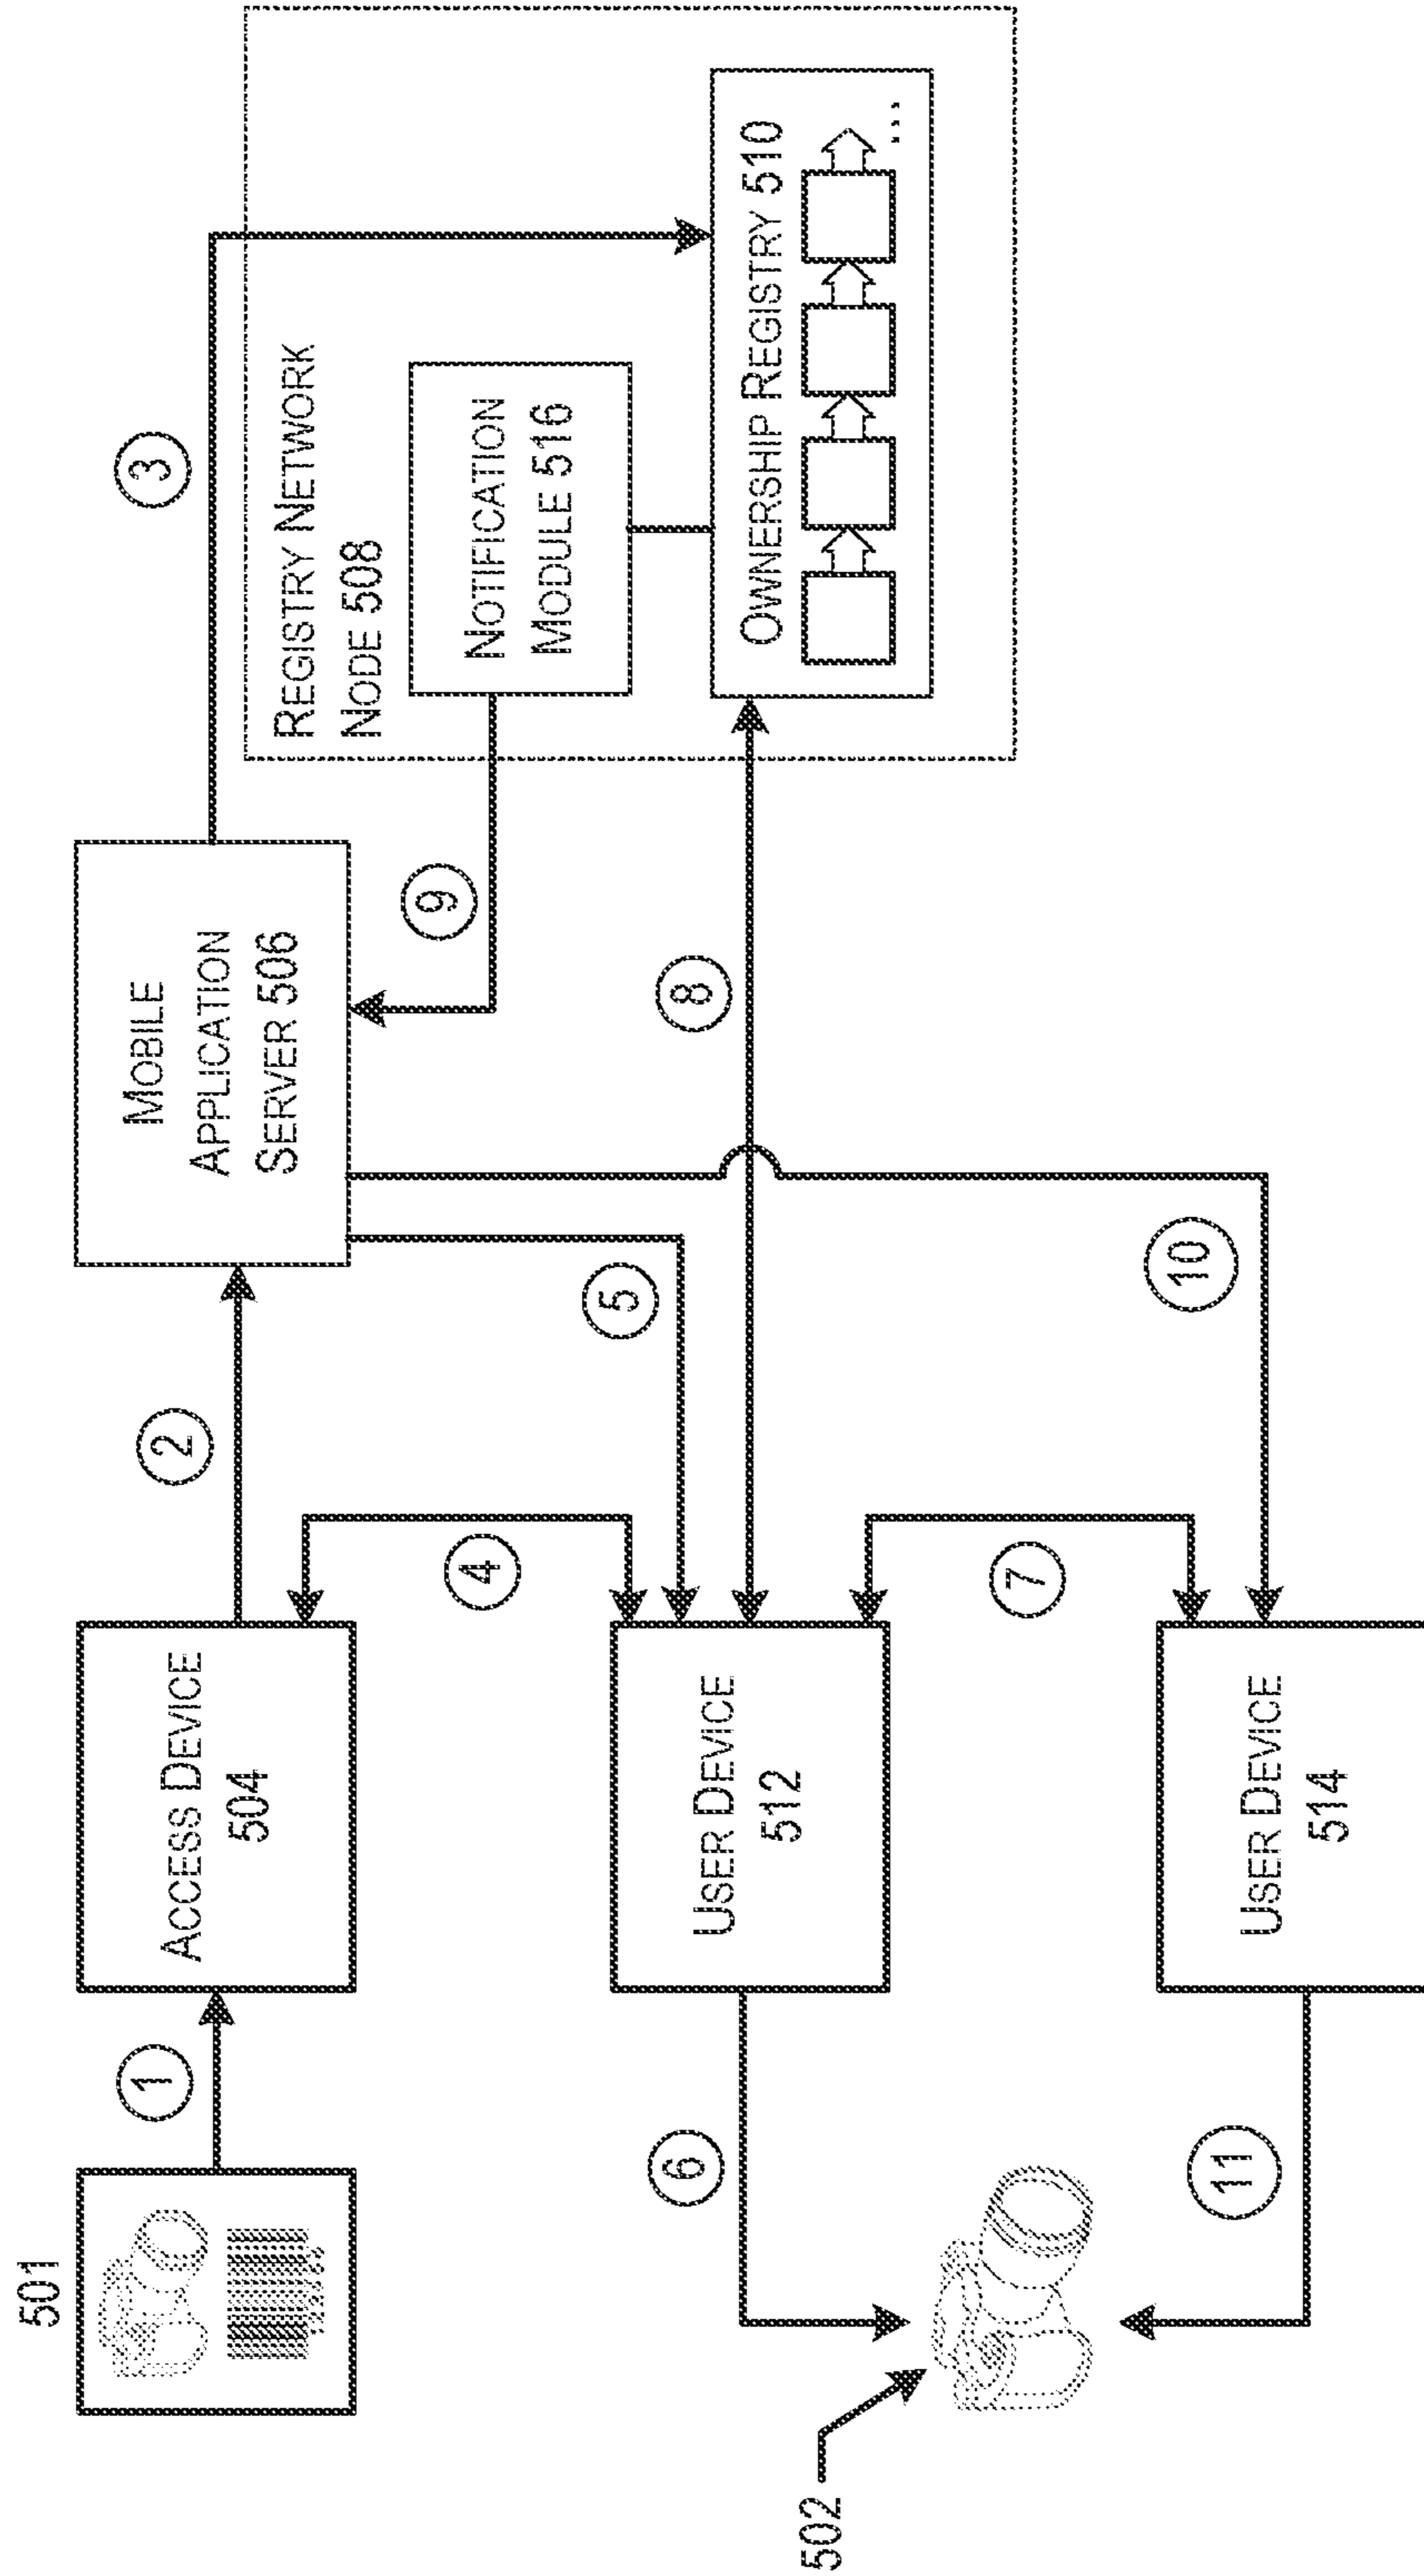 501
1
ACCESS DEVICE
504
2
MOBILE
APPLICATION
SERVER 506
3
REGISTRY NETWORK
NODE 508
NOTIFICATION
MODULE 516
9
OWNERSHIP REGISTRY 510
...
4
5
8
6
USER DEVICE
512
502
7
10
11
USER DEVICE
514